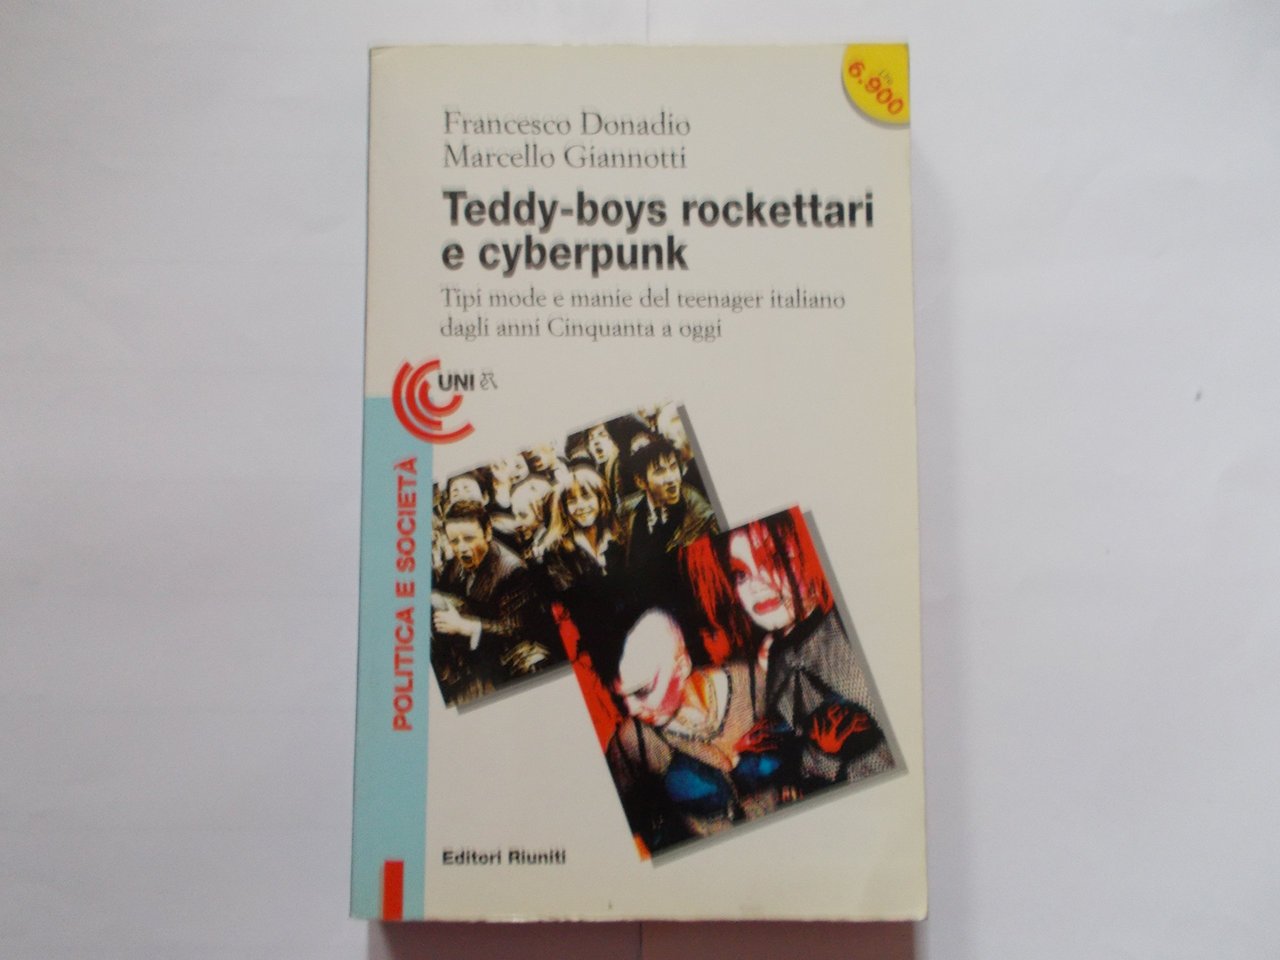 Lire
6.900
Francesco Donadio
Marcello Giannotti
Teddy-boys rockettari
e cyberpunk
Tipi mode e manie del teenager italiano
dagli anni Cinquanta a oggi
UNI
POLITICA E SOCIETÀ
Editori Riuniti